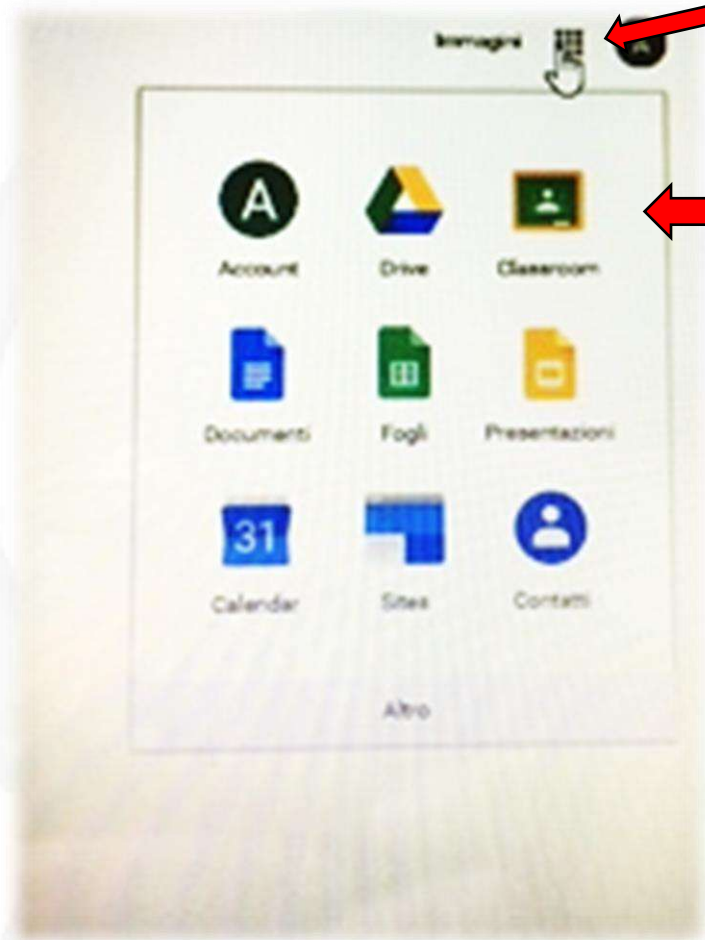 Immagini A
A
Account Drive Classroom
Documenti Fogli Presentazioni
31
Calendar Sites Contatti
Altro